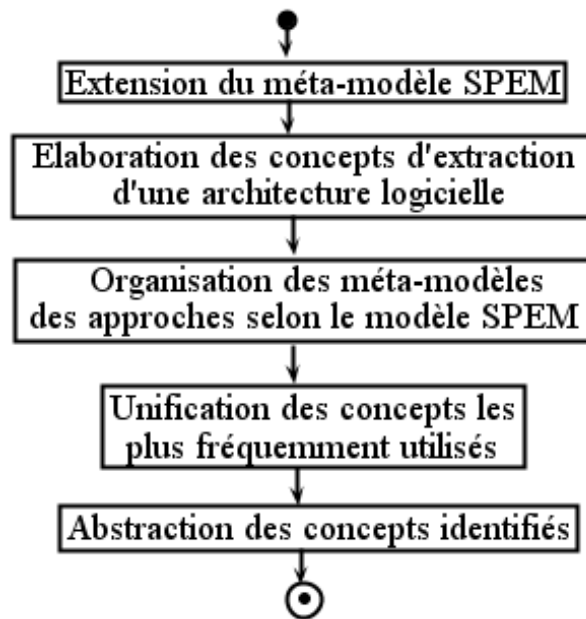 Extension du méta-modèle SPEM
Elaboration des concepts d'extraction
d'une architecture logicielle
Organisation des méta-modèles
des approches selon le modèle SPEM
Unification des concepts les
plus fréquemment utilisés
Abstraction des concepts identifiés